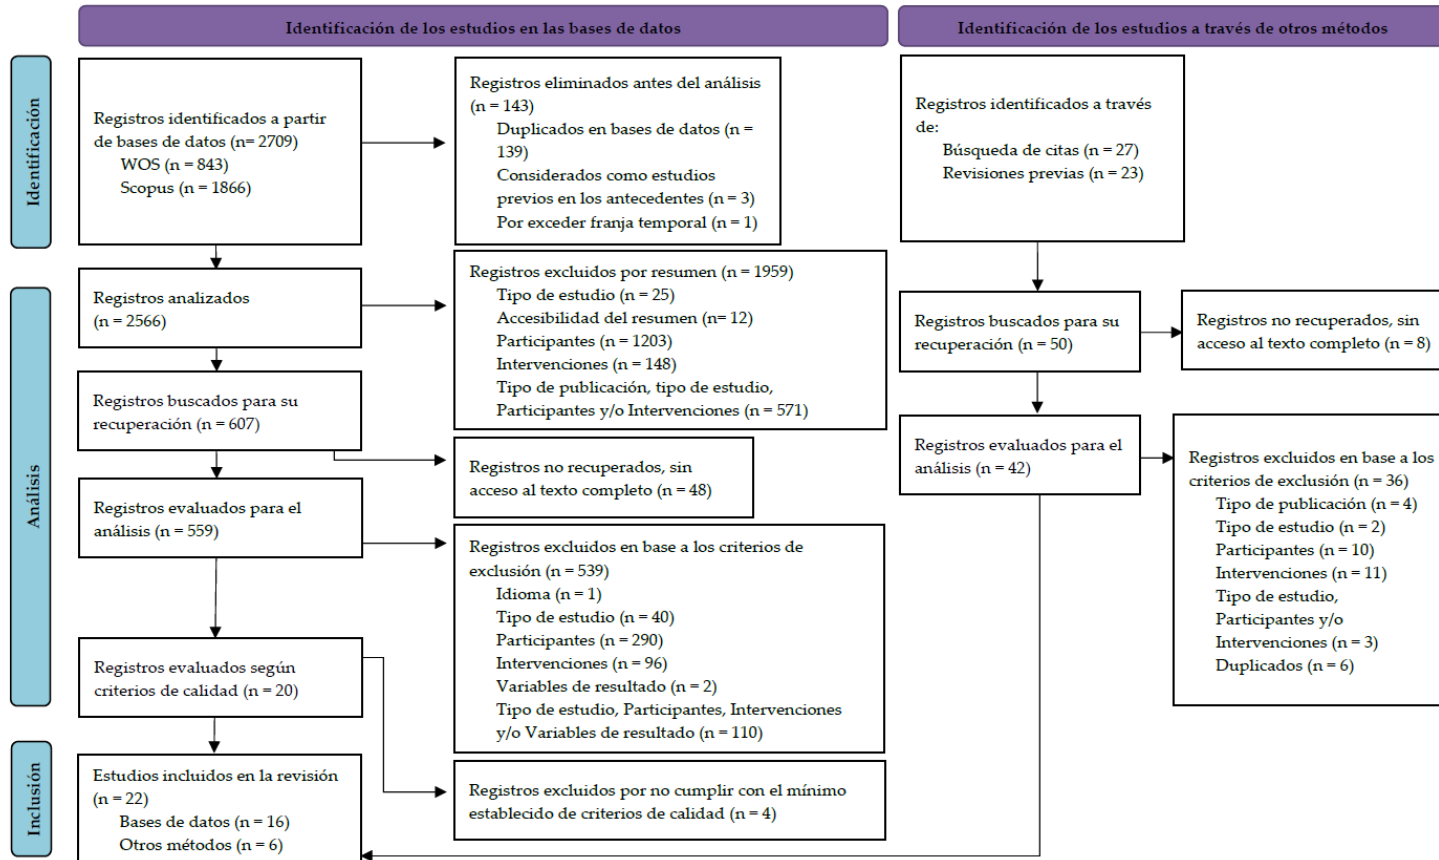 Identificación de los estudios en las bases de datos
Identificación de los estudios a través de otros métodos
Identificación
Registros identificados a partir
de bases de datos (n= 2709)
WOS (n = 843)
Scopus (n = 1866)
Registros eliminados antes del análisis
(n = 143)
Duplicados en bases de datos (n =
139)
Considerados como estudios
previos en los antecedentes (n = 3)
Por exceder franja temporal (n = 1)
Registros identificados a través
de:
Búsqueda de citas (n = 27)
Revisiones previas (n = 23)
Análisis
Registros analizados
(n = 2566)
Registros excluidos por resumen (n = 1959)
Tipo de estudio (n = 25)
Accesibilidad del resumen (n= 12)
Participantes (n = 1203)
Intervenciones (n = 148)
Tipo de publicación, tipo de estudio,
Participantes y/o Intervenciones (n = 571)
Registros buscados para su
recuperación (n = 50)
Registros no recuperados, sin
acceso al texto completo (n = 8)
Registros buscados para su
recuperación (n = 607)
Registros no recuperados, sin
acceso al texto completo (n = 48)
Registros evaluados para el
análisis (n = 42)
Registros excluidos en base a los
criterios de exclusión (n = 36)
Tipo de publicación (n = 4)
Tipo de estudio (n = 2)
Participantes (n = 10)
Intervenciones (n = 11)
Tipo de estudio,
Participantes y/o
Intervenciones (n = 3)
Duplicados (n = 6)
Registros evaluados para el
análisis (n = 559)
Registros excluidos en base a los criterios de
exclusión (n = 539)
Idioma (n = 1)
Tipo de estudio (n = 40)
Participantes (n = 290)
Intervenciones (n = 96)
Variables de resultado (n = 2)
Tipo de estudio, Participantes, Intervenciones
y/o Variables de resultado (n = 110)
Registros evaluados según
criterios de calidad (n = 20)
Registros excluidos por no cumplir con el mínimo
establecido de criterios de calidad (n = 4)
Inclusión
Estudios incluidos en la revisión
(n = 22)
Bases de datos (n = 16)
Otros métodos (n = 6)